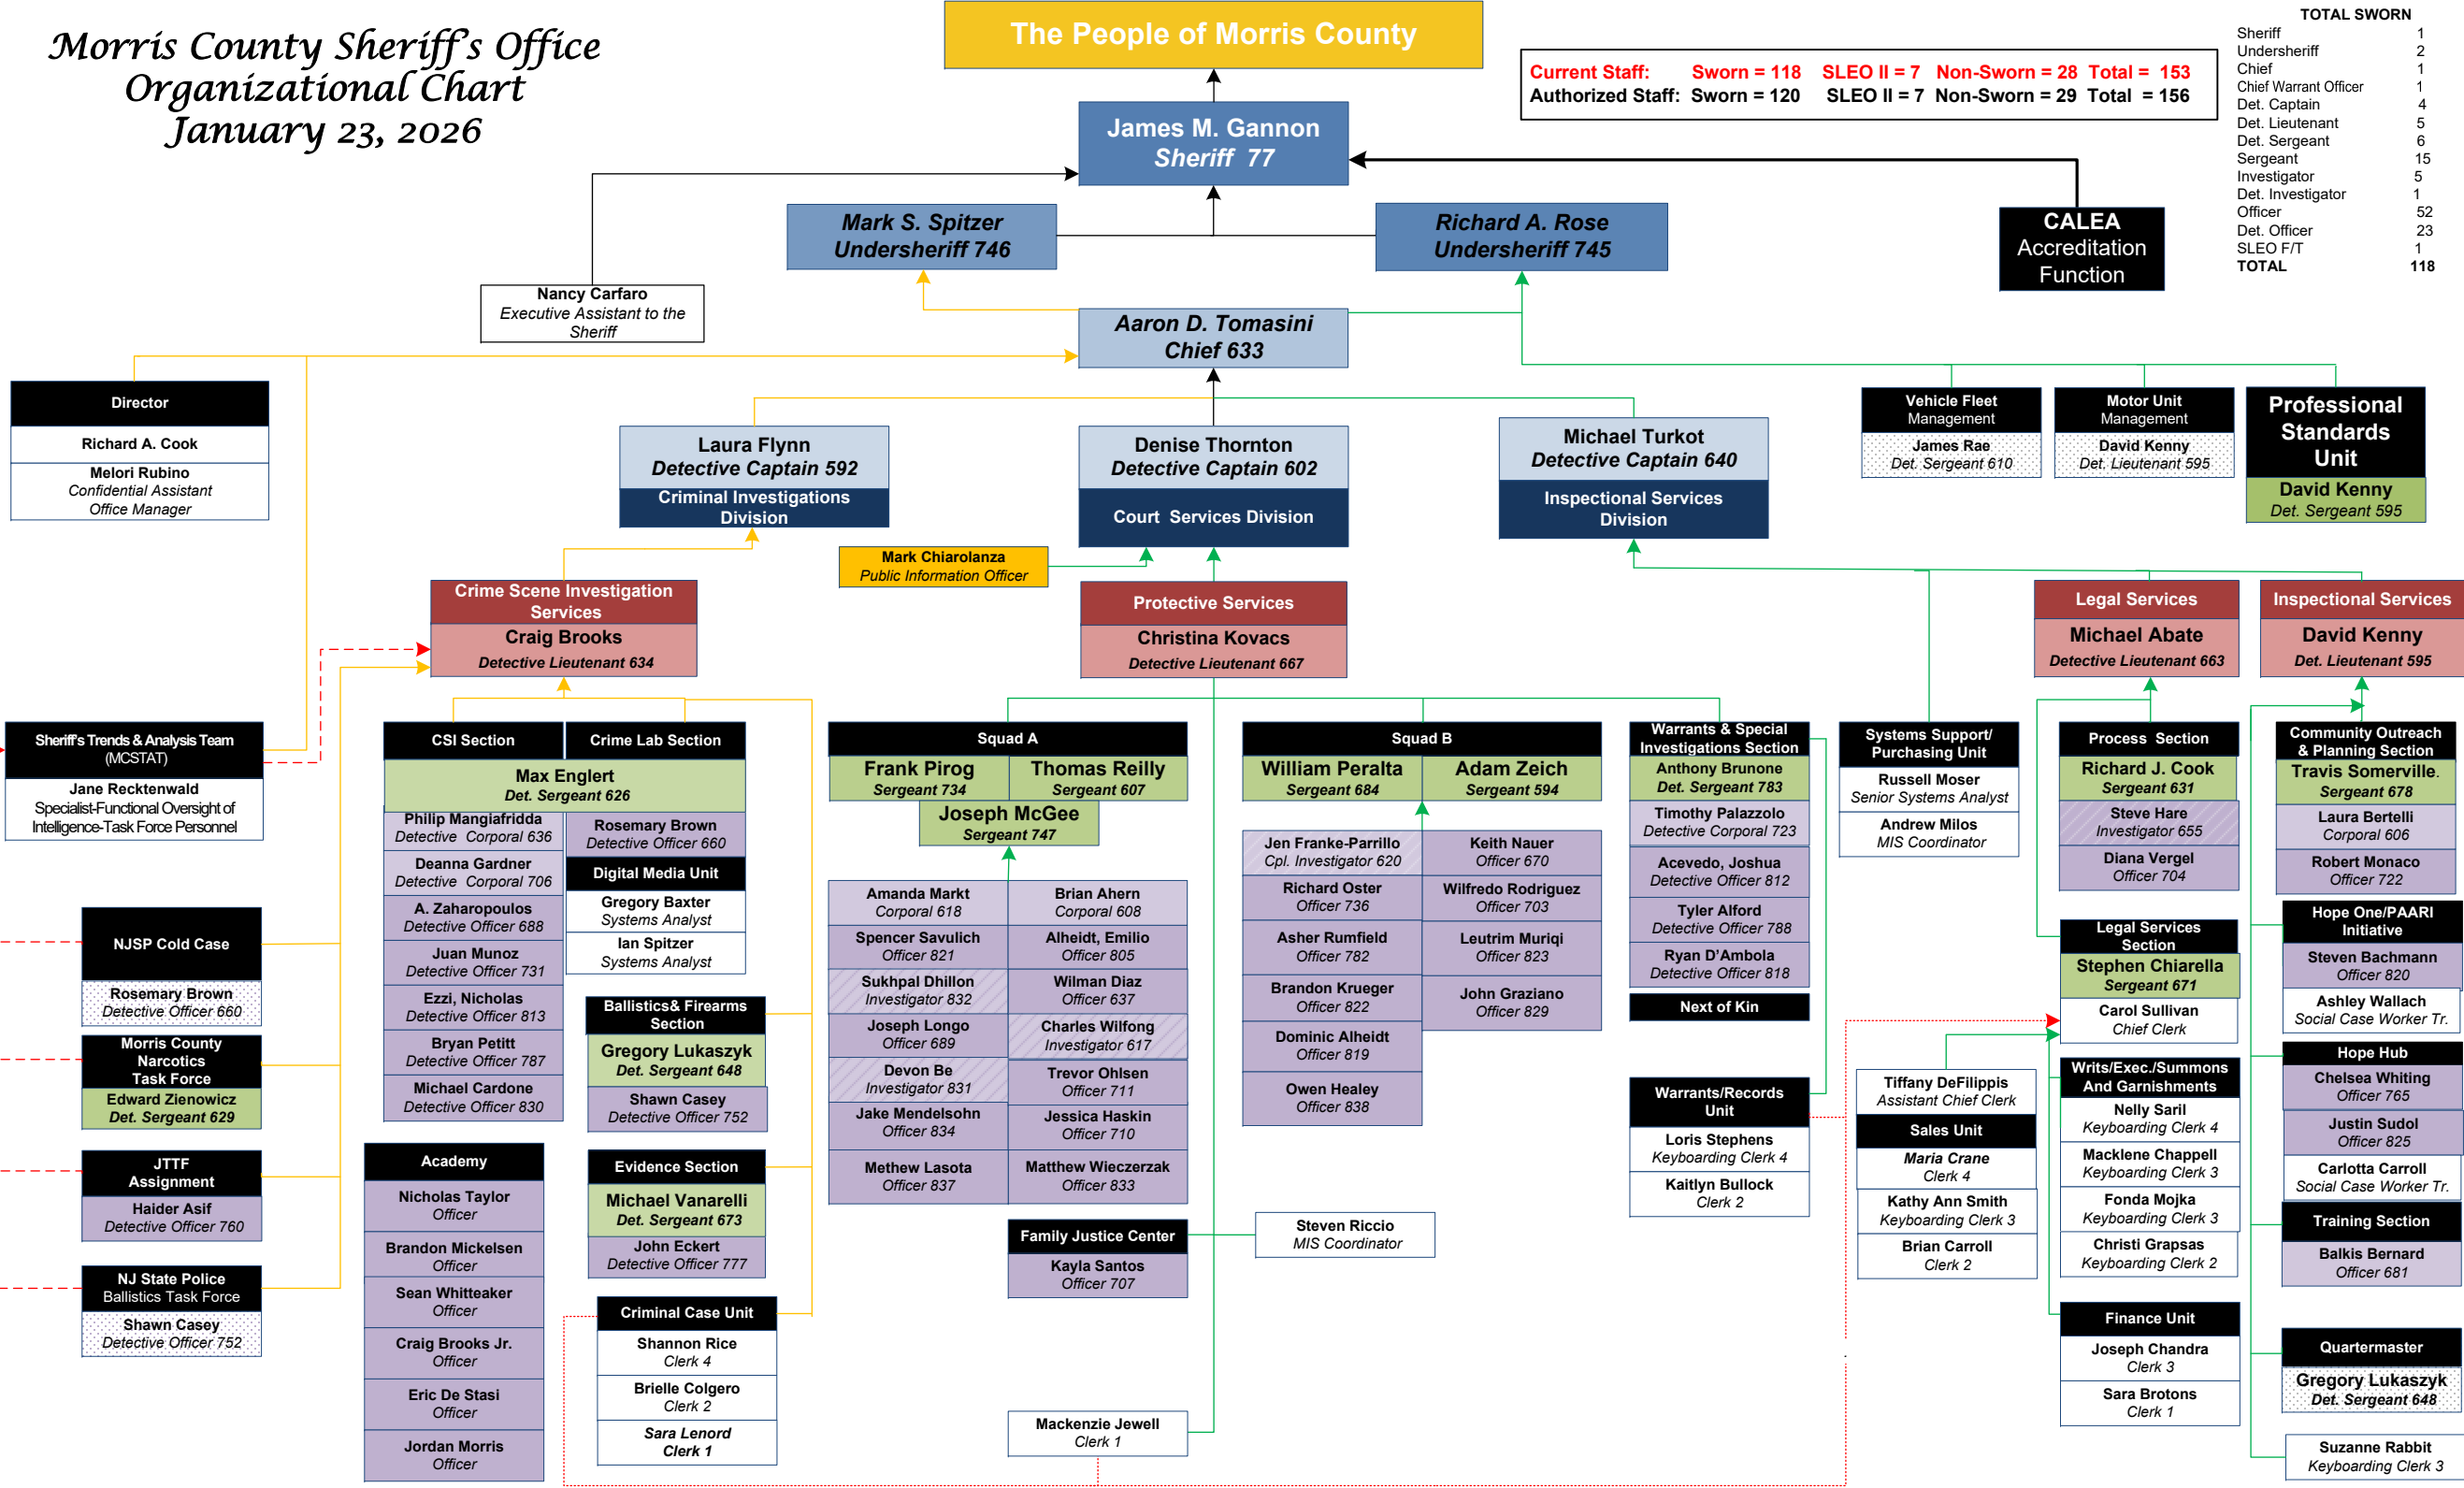 Morris County Sheriff's Office
Organizational Chart
January 23, 2026
The People of Morris County
Current Staff: Sworn = 118 SLEO II = 7 Non-Sworn = 28 Total = 153
Authorized Staff: Sworn = 120 SLEO II = 7 Non-Sworn = 29 Total = 156
TOTAL SWORN
Sheriff 1
Undersheriff 2
Chief 1
Chief Warrant Officer 1
Det. Captain 4
Det. Lieutenant 5
Det. Sergeant 6
Sergeant 15
Investigator 5
Det. Investigator 1
Officer 52
Det. Officer 23
SLEO F/T 1
TOTAL 118
James M. Gannon
Sheriff 77
Mark S. Spitzer
Undersheriff 746
Richard A. Rose
Undersheriff 745
CALEA
Accreditation
Function
Nancy Carfaro
Executive Assistant to the
Sheriff
Aaron D. Tomasini
Chief 633
Director
Richard A. Cook
Melori Rubino
Confidential Assistant
Office Manager
Laura Flynn
Detective Captain 592
Criminal Investigations
Division
Denise Thornton
Detective Captain 602
Court Services Division
Michael Turkot
Detective Captain 640
Inspectional Services
Division
Vehicle Fleet
Management
James Rae
Det. Sergeant 610
Motor Unit
Management
David Kenny
Det. Lieutenant 595
Professional
Standards
Unit
David Kenny
Det. Sergeant 595
Mark Chiarolanza
Public Information Officer
Crime Scene Investigation
Services
Craig Brooks
Detective Lieutenant 634
Protective Services
Christina Kovacs
Detective Lieutenant 667
Legal Services
Michael Abate
Detective Lieutenant 663
Inspectional Services
David Kenny
Det. Lieutenant 595
Sheriff's Trends & Analysis Team
(MCSTAT)
Jane Recktenwald
Specialist-Functional Oversight of
Intelligence-Task Force Personnel
NJSP Cold Case
Rosemary Brown
Detective Officer 660
Morris County
Narcotics
Task Force
Edward Zienowicz
Det. Sergeant 629
JTTF
Assignment
Haider Asif
Detective Officer 760
NJ State Police
Ballistics Task Force
Shawn Casey
Detective Officer 752
CSI Section
Crime Lab Section
Max Englert
Det. Sergeant 626
Philip Mangiafridda
Detective Corporal 636
Deanna Gardner
Detective Corporal 706
A. Zaharopoulos
Detective Officer 688
Juan Munoz
Detective Officer 731
Ezzi, Nicholas
Detective Officer 813
Bryan Petitt
Detective Officer 787
Michael Cardone
Detective Officer 830
Rosemary Brown
Detective Officer 660
Digital Media Unit
Gregory Baxter
Systems Analyst
Ian Spitzer
Systems Analyst
Ballistics& Firearms
Section
Gregory Lukaszyk
Det. Sergeant 648
Shawn Casey
Detective Officer 752
Evidence Section
Michael Vanarelli
Det. Sergeant 673
John Eckert
Detective Officer 777
Criminal Case Unit
Shannon Rice
Clerk 4
Brielle Colgero
Clerk 2
Sara Lenord
Clerk 1
Academy
Nicholas Taylor
Officer
Brandon Mickelsen
Officer
Sean Whitteaker
Officer
Craig Brooks Jr.
Officer
Eric De Stasi
Officer
Jordan Morris
Officer
Squad A
Frank Pirog
Sergeant 734
Thomas Reilly
Sergeant 607
Joseph McGee
Sergeant 747
Amanda Markt
Corporal 618
Spencer Savulich
Officer 821
Sukhpal Dhillon
Investigator 832
Joseph Longo
Officer 689
Devon Be
Investigator 831
Jake Mendelsohn
Officer 834
Methew Lasota
Officer 837
Brian Ahern
Corporal 608
Alheidt, Emilio
Officer 805
Wilman Diaz
Officer 637
Charles Wilfong
Investigator 617
Trevor Ohlsen
Officer 711
Jessica Haskin
Officer 710
Matthew Wieczerzak
Officer 833
Family Justice Center
Kayla Santos
Officer 707
Steven Riccio
MIS Coordinator
Mackenzie Jewell
Clerk 1
Squad B
William Peralta
Sergeant 684
Adam Zeich
Sergeant 594
Jen Franke-Parrillo
Cpl. Investigator 620
Richard Oster
Officer 736
Asher Rumfield
Officer 782
Brandon Krueger
Officer 822
Dominic Alheidt
Officer 819
Owen Healey
Officer 838
Keith Nauer
Officer 670
Wilfredo Rodriguez
Officer 703
Leutrim Muriqi
Officer 823
John Graziano
Officer 829
Warrants & Special
Investigations Section
Anthony Brunone
Det. Sergeant 783
Timothy Palazzolo
Detective Corporal 723
Acevedo, Joshua
Detective Officer 812
Tyler Alford
Detective Officer 788
Ryan D'Ambola
Detective Officer 818
Next of Kin
Warrants/Records
Unit
Loris Stephens
Keyboarding Clerk 4
Kaitlyn Bullock
Clerk 2
Systems Support/
Purchasing Unit
Russell Moser
Senior Systems Analyst
Andrew Milos
MIS Coordinator
Tiffany DeFilippis
Assistant Chief Clerk
Sales Unit
Maria Crane
Clerk 4
Kathy Ann Smith
Keyboarding Clerk 3
Brian Carroll
Clerk 2
Process Section
Richard J. Cook
Sergeant 631
Steve Hare
Investigator 655
Diana Vergel
Officer 704
Legal Services
Section
Stephen Chiarella
Sergeant 671
Carol Sullivan
Chief Clerk
Writs/Exec./Summons
And Garnishments
Nelly Saril
Keyboarding Clerk 4
Macklene Chappell
Keyboarding Clerk 3
Fonda Mojka
Keyboarding Clerk 3
Christi Grapsas
Keyboarding Clerk 2
Finance Unit
Joseph Chandra
Clerk 3
Sara Brotons
Clerk 1
Community Outreach
& Planning Section
Travis Somerville.
Sergeant 678
Laura Bertelli
Corporal 606
Robert Monaco
Officer 722
Hope One/PAARI
Initiative
Steven Bachmann
Officer 820
Ashley Wallach
Social Case Worker Tr.
Hope Hub
Chelsea Whiting
Officer 765
Justin Sudol
Officer 825
Carlotta Carroll
Social Case Worker Tr.
Training Section
Balkis Bernard
Officer 681
Quartermaster
Gregory Lukaszyk
Det. Sergeant 648
Suzanne Rabbit
Keyboarding Clerk 3